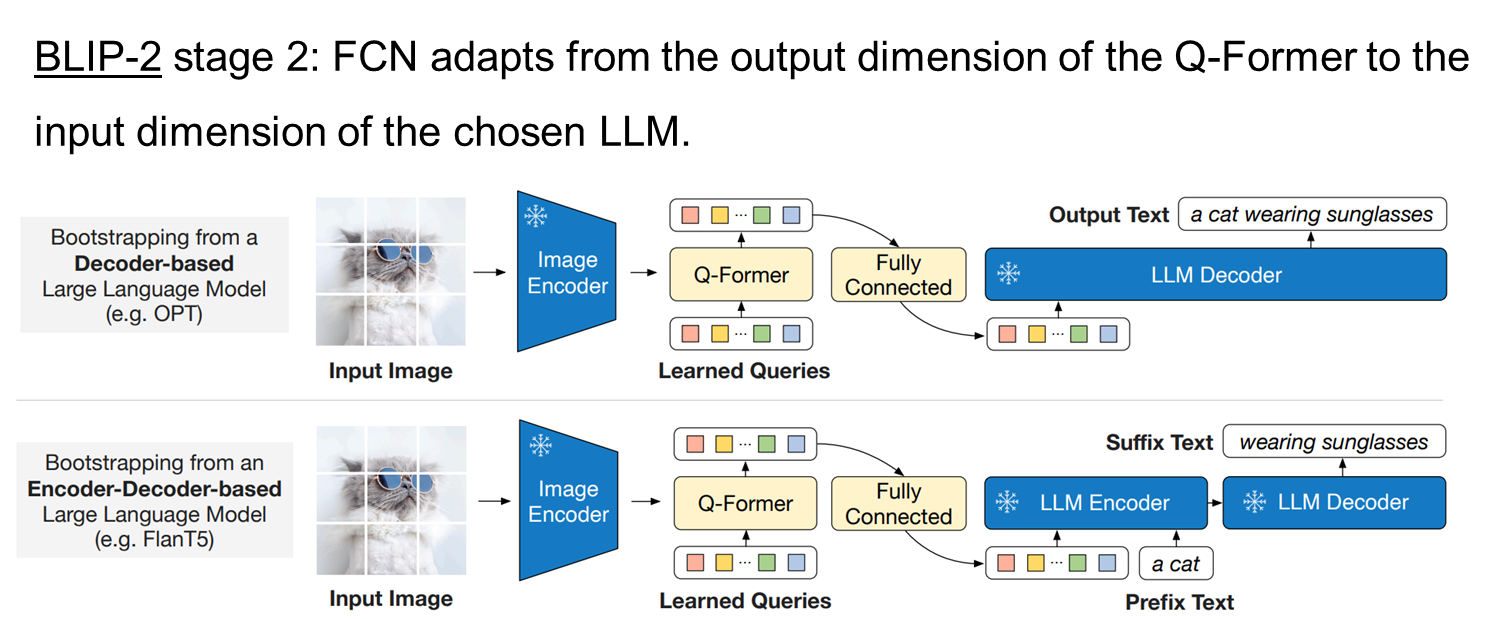 BLIP-2 stage 2: FCN adapts from the output dimension of the Q-Former to the
input dimension of the chosen LLM.
Bootstrapping from a
Decoder-based
Large Language Model
(e.g. OPT)
Input Image
Image
Encoder
Q-Former
Learned Queries
Fully
Connected
Output Text
a cat wearing sunglasses
LLM Decoder
Bootstrapping from an
Encoder-Decoder-based
Large Language Model
(e.g. FlanT5)
Input Image
Image
Encoder
Q-Former
Learned Queries
Fully
Connected
Suffix Text
wearing sunglasses
LLM Encoder
LLM Decoder
a cat
Prefix Text